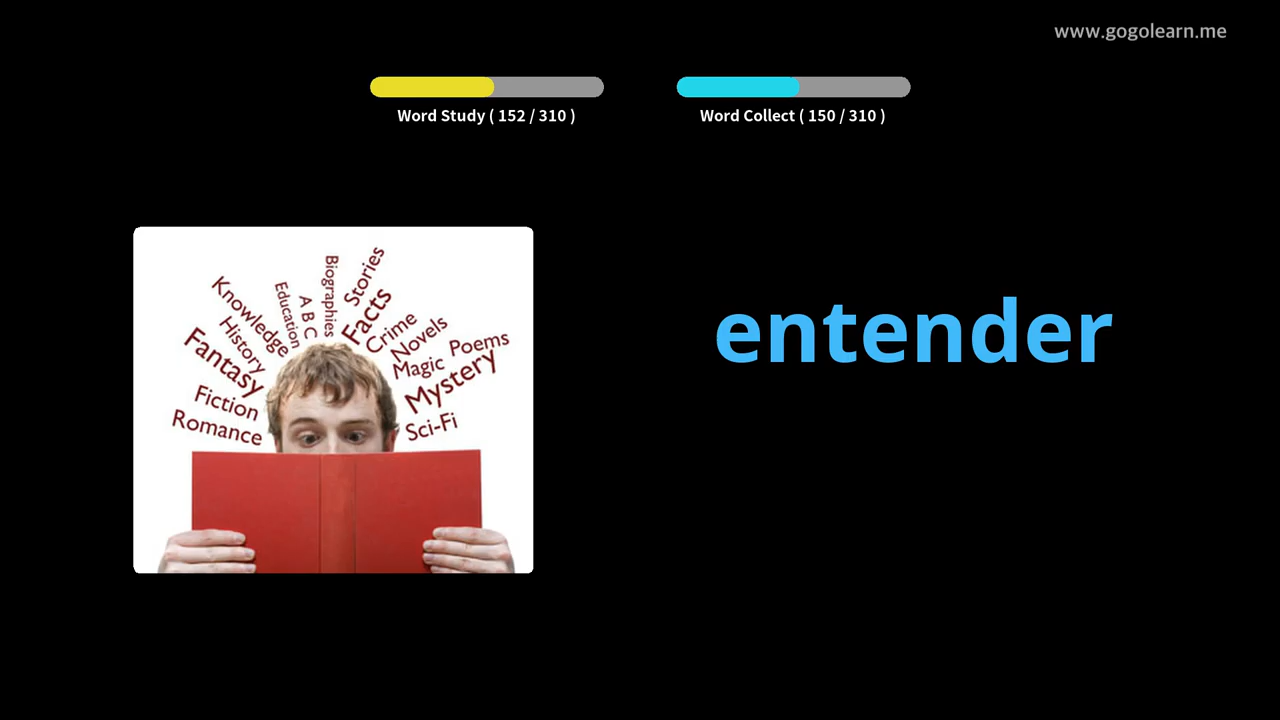 www.gogolearn.me
Word Study ( 152 / 310 )
Word Collect ( 150 / 310 )
Biographies
Stories
Knowledge
Education
A B C
Facts
History
Crime
Novels
Fantasy
Magic
Poems
Fiction
Mystery
Romance
Sci-Fi
entender